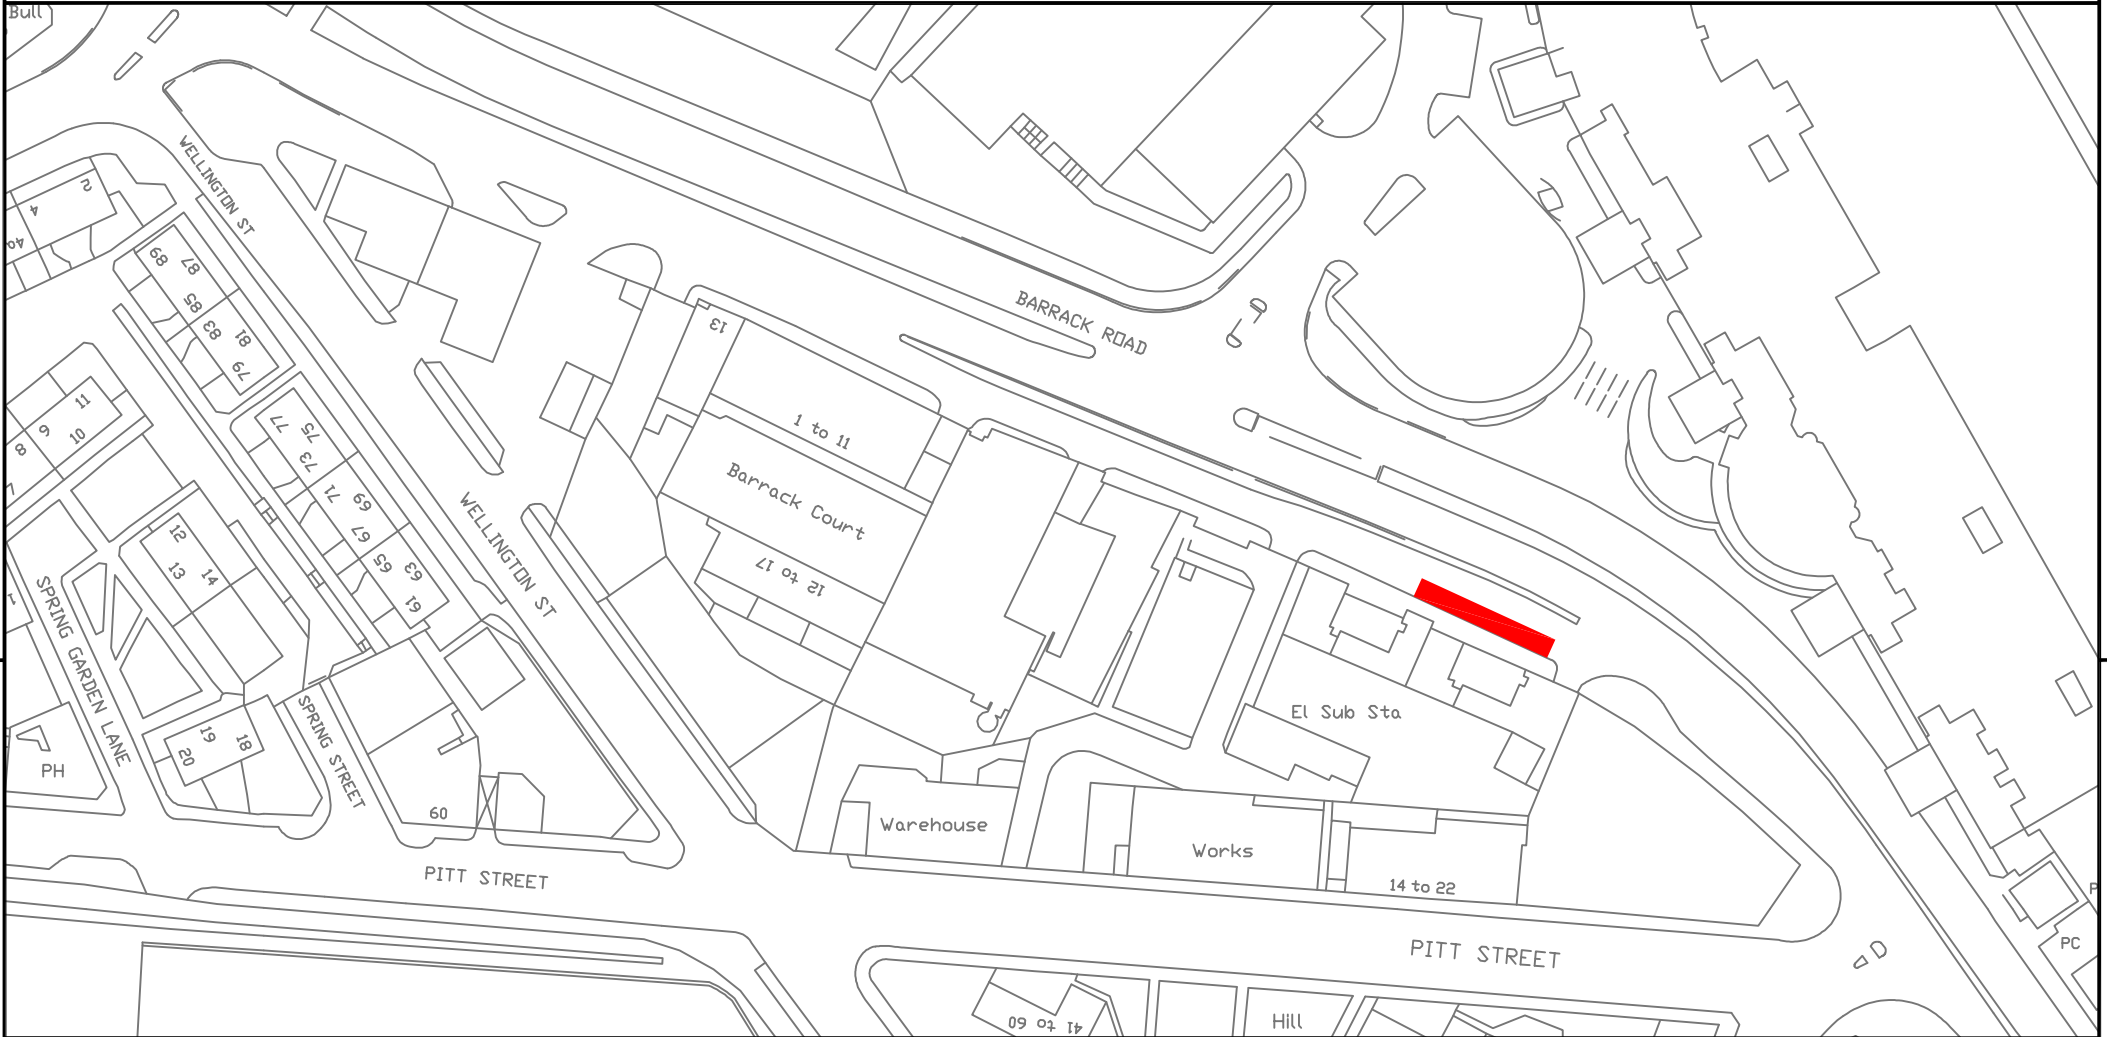 Bull
WELLINGTON ST
2
4
40
89
87
85
83
81
79
BARRACK ROAD
13
1 to 11
Barrack Court
12 to 17
11
9
10
8
7
77
75
73
71
69
67
65
63
61
WELLINGTON ST
12
13
14
1
SPRING GARDEN LANE
SPRING STREET
19
18
20
PH
60
PITT STREET
El Sub Sta
Warehouse
Works
14 to 22
PITT STREET
P
PC
Hill
41 to 60